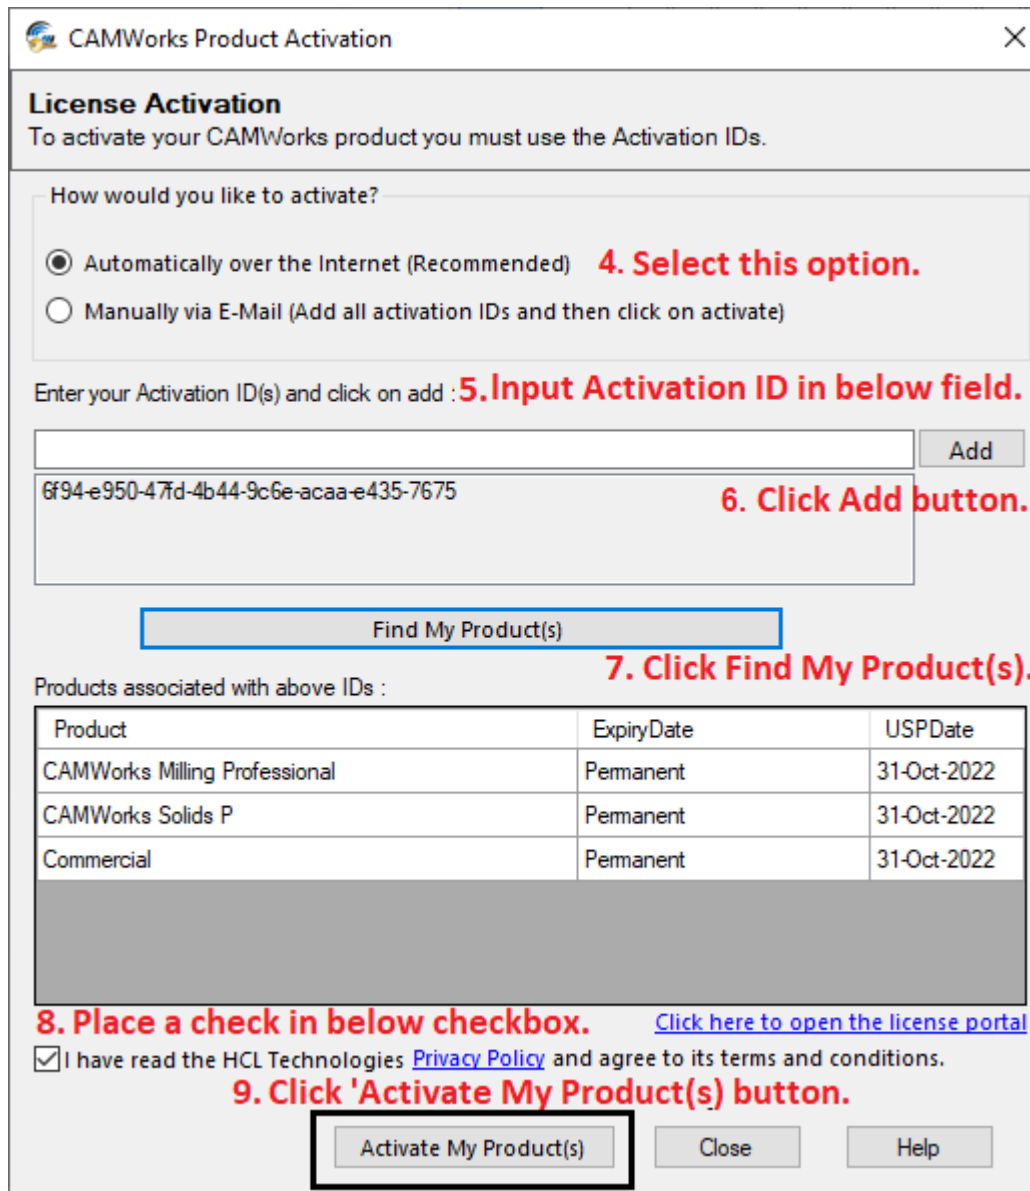 CAMWorks Product Activation
License Activation
To activate your CAMWorks product you must use the Activation IDs.
How would you like to activate?
Automatically over the Internet (Recommended) 4. Select this option.
Manually via E-Mail (Add all activation IDs and then click on activate)
Enter your Activation ID(s) and click on add : 5. Input Activation ID in below field.
Add
6f94-e950-47fd-4b44-9c6e-acaa-e435-7675
6. Click Add button.
Find My Product(s)
7. Click Find My Product(s).
Products associated with above IDs :
Product ExpiryDate USPDate
CAMWorks Milling Professional Permanent 31-Oct-2022
CAMWorks Solids P Permanent 31-Oct-2022
Commercial Permanent 31-Oct-2022
8. Place a check in below checkbox. Click here to open the license portal
I have read the HCL Technologies Privacy Policy and agree to its terms and conditions.
9. Click 'Activate My Product(s) button.
Activate My Product(s) Close Help